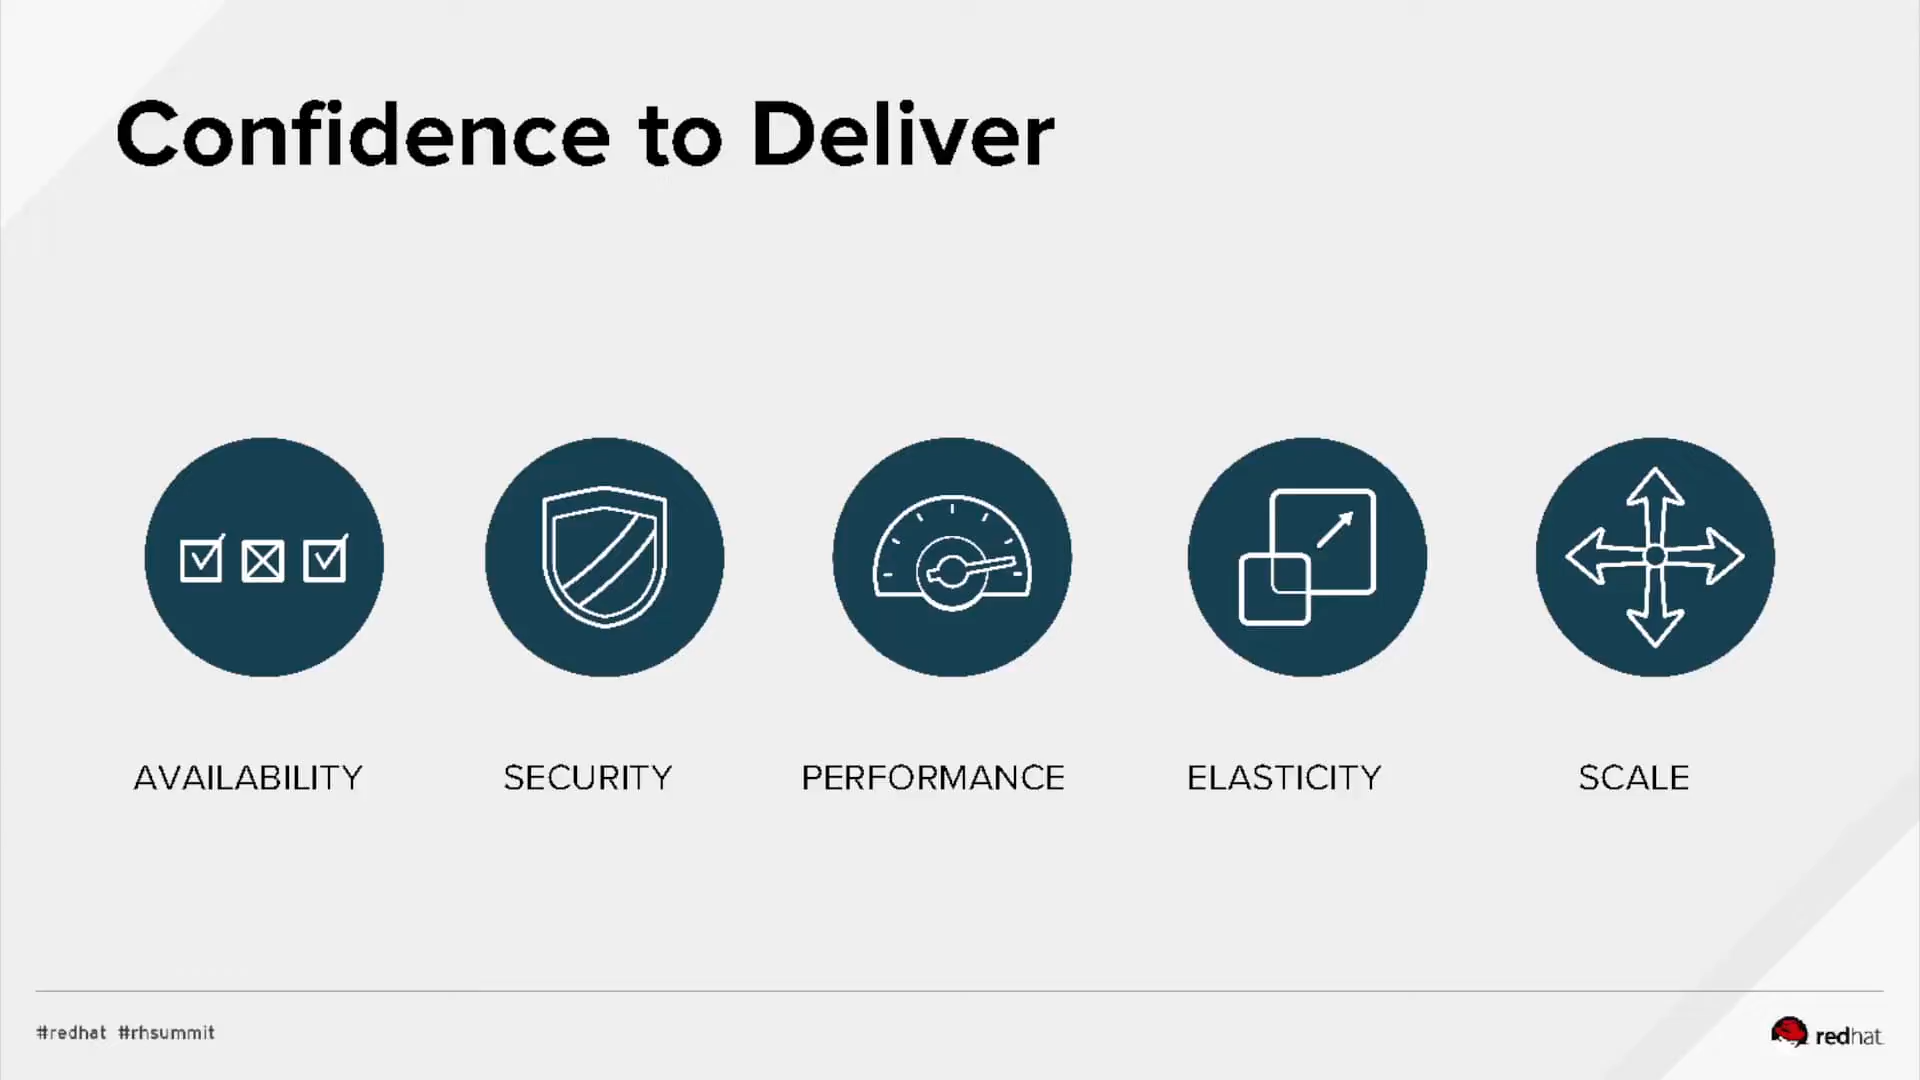 Confidence to Deliver
AVAILABILITY
SECURITY
PERFORMANCE
ELASTICITY
SCALE
#redhat #rhsummit
redhat